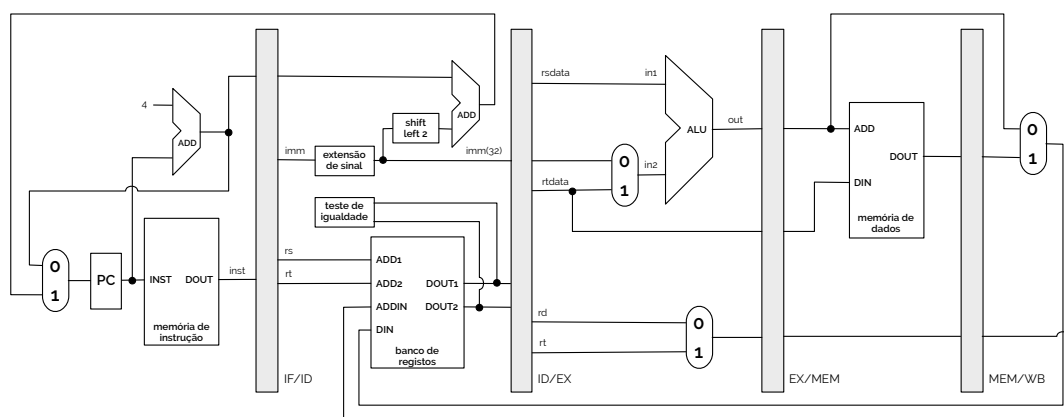 4
ADD
ADD
shift
left 2
imm
extensão
de sinal
imm(32)
teste de
igualdade
rsdata
in1
ALU
out
0
1
in2
rtdata
ADD
DOUT
DIN
memória de
dados
0
1
0
1
PC
INST
DOUT
inst
memória de
instrução
rs
rt
ADD1
ADD2
ADDIN
DIN
DOUT1
DOUT2
banco de
registos
rd
rt
0
1
IF/ID
ID/EX
EX/MEM
MEM/WB